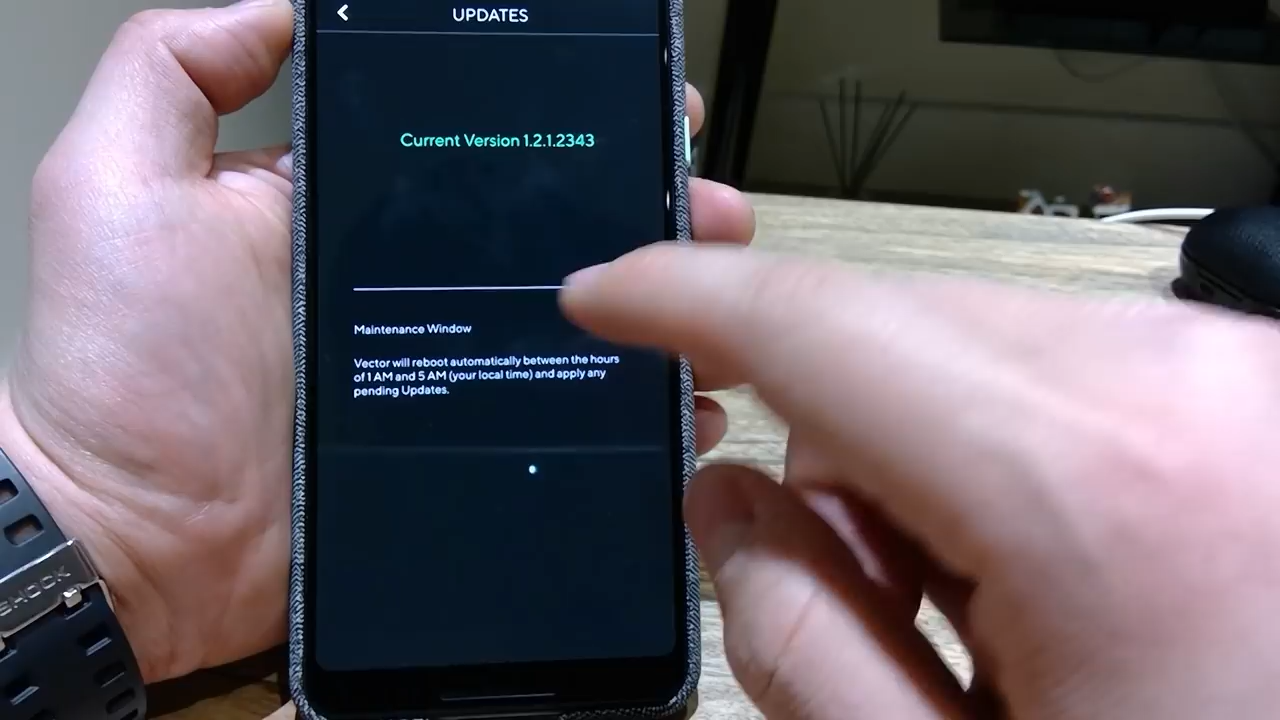 UPDATES
Current Version 1.2.1.2343
Maintenance Window
Vector will reboot automatically between the hours
of 1 AM and 5 AM (your local time) and apply any
pending Updates.
SHOCK